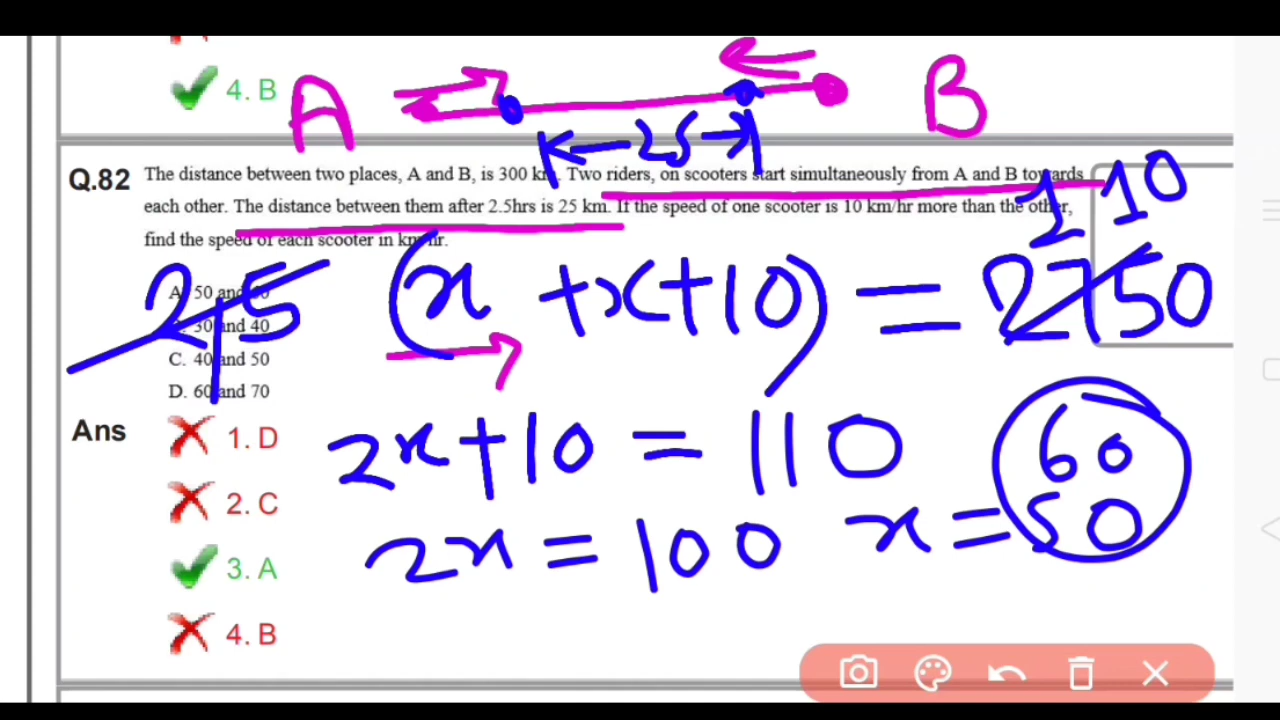 4. B
A B
25
Q.82 The distance between two places, A and B, is 300 km. Two riders, on scooters start simultaneously from A and B towards
each other. The distance between them after 2.5hrs is 25 km. If the speed of one scooter is 10 km/hr more than the other,
find the speed of each scooter in km/hr.
1 10
2,5 (x + x + 10) = 2750
A. 50 and 60
B. 30 and 40
C. 40 and 50
D. 60 and 70
Ans
1. D
2x + 10 = 110
60
2. C
2x = 100 x = 50
3. A
4. B